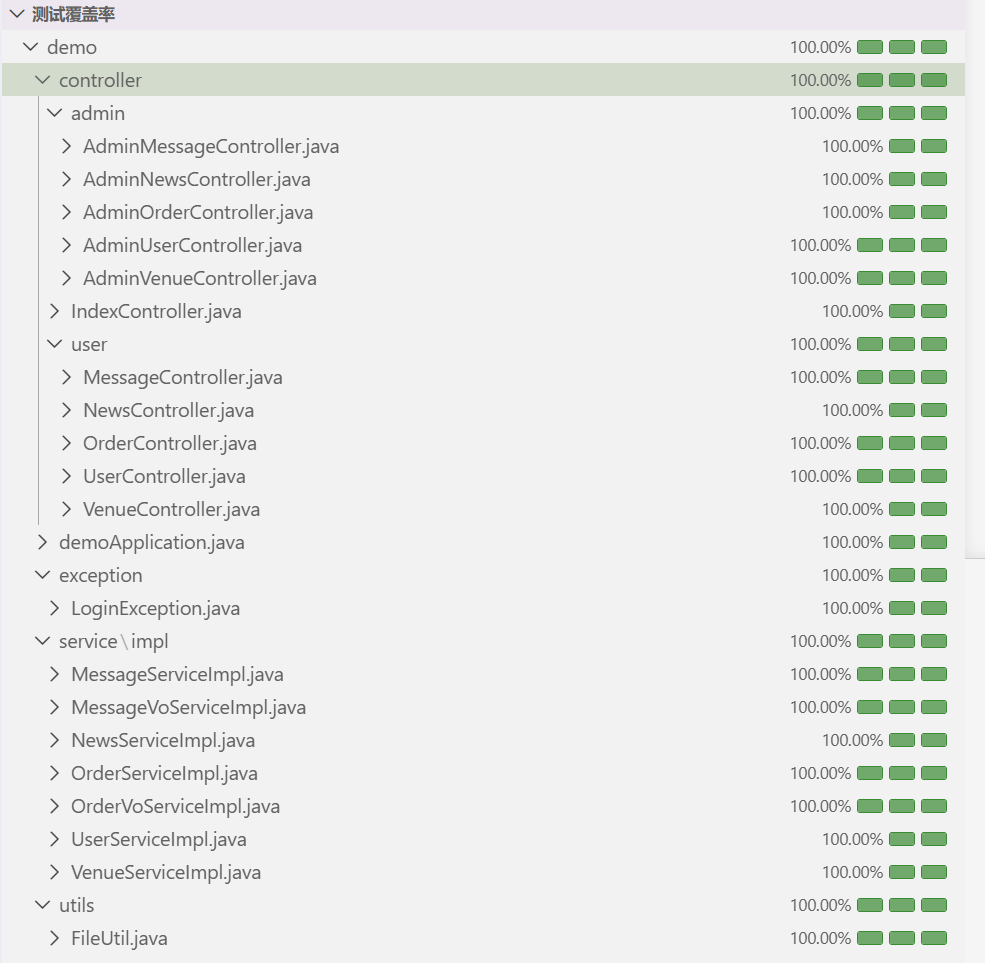 测试覆盖率
demo 100.00%
controller 100.00%
admin 100.00%
AdminMessageController.java 100.00%
AdminNewsController.java 100.00%
AdminOrderController.java 100.00%
AdminUserController.java 100.00%
AdminVenueController.java 100.00%
IndexController.java 100.00%
user 100.00%
MessageController.java 100.00%
NewsController.java 100.00%
OrderController.java 100.00%
UserController.java 100.00%
VenueController.java 100.00%
demoApplication.java 100.00%
exception 100.00%
LoginException.java 100.00%
service\impl 100.00%
MessageServiceImpl.java 100.00%
MessageVoServiceImpl.java 100.00%
NewsServiceImpl.java 100.00%
OrderServiceImpl.java 100.00%
OrderVoServiceImpl.java 100.00%
UserServiceImpl.java 100.00%
VenueServiceImpl.java 100.00%
utils 100.00%
FileUtil.java 100.00%